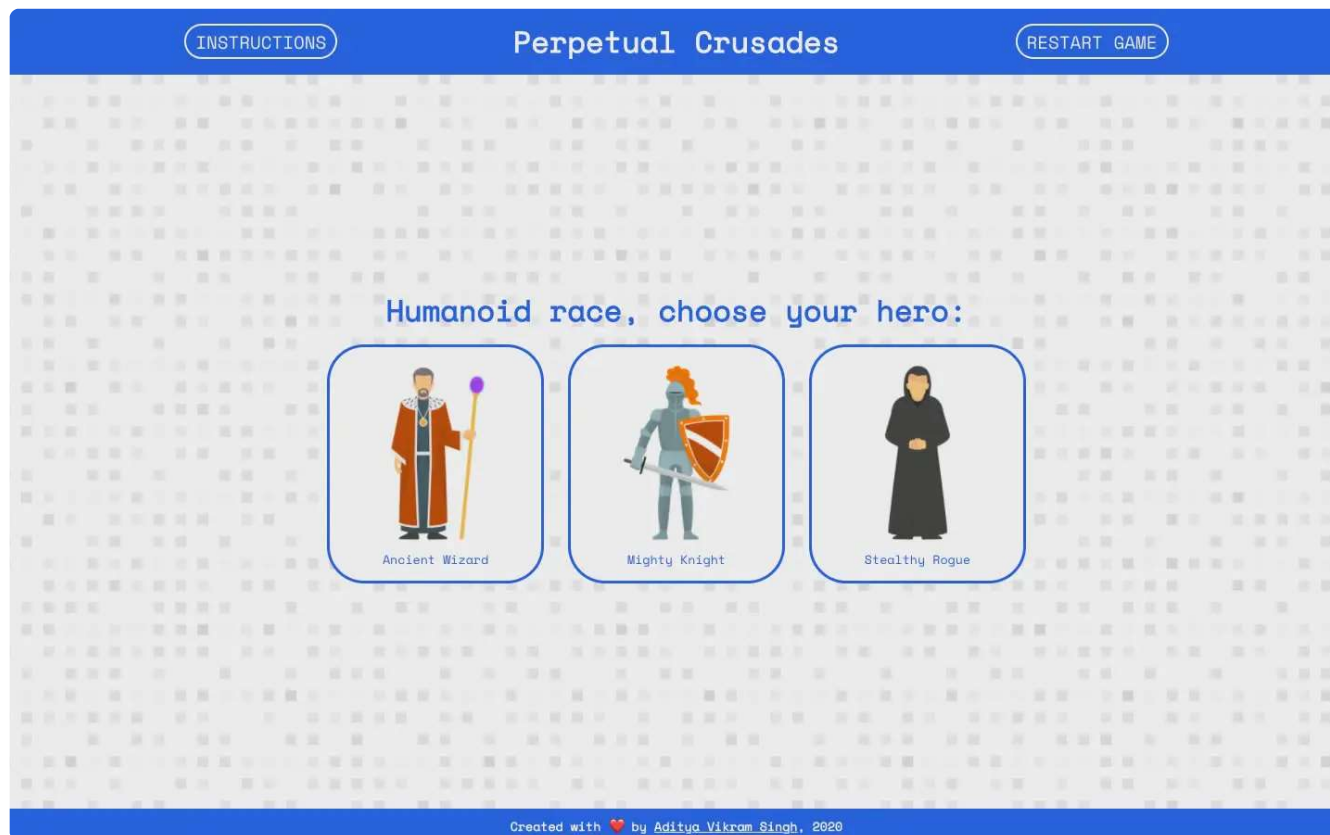 INSTRUCTIONS
Perpetual Crusades
RESTART GAME
Humanoid race, choose your hero:
Ancient Wizard
Mighty Knight
Stealthy Rogue
Created with ❤️ by Aditya Vikram Singh, 2020